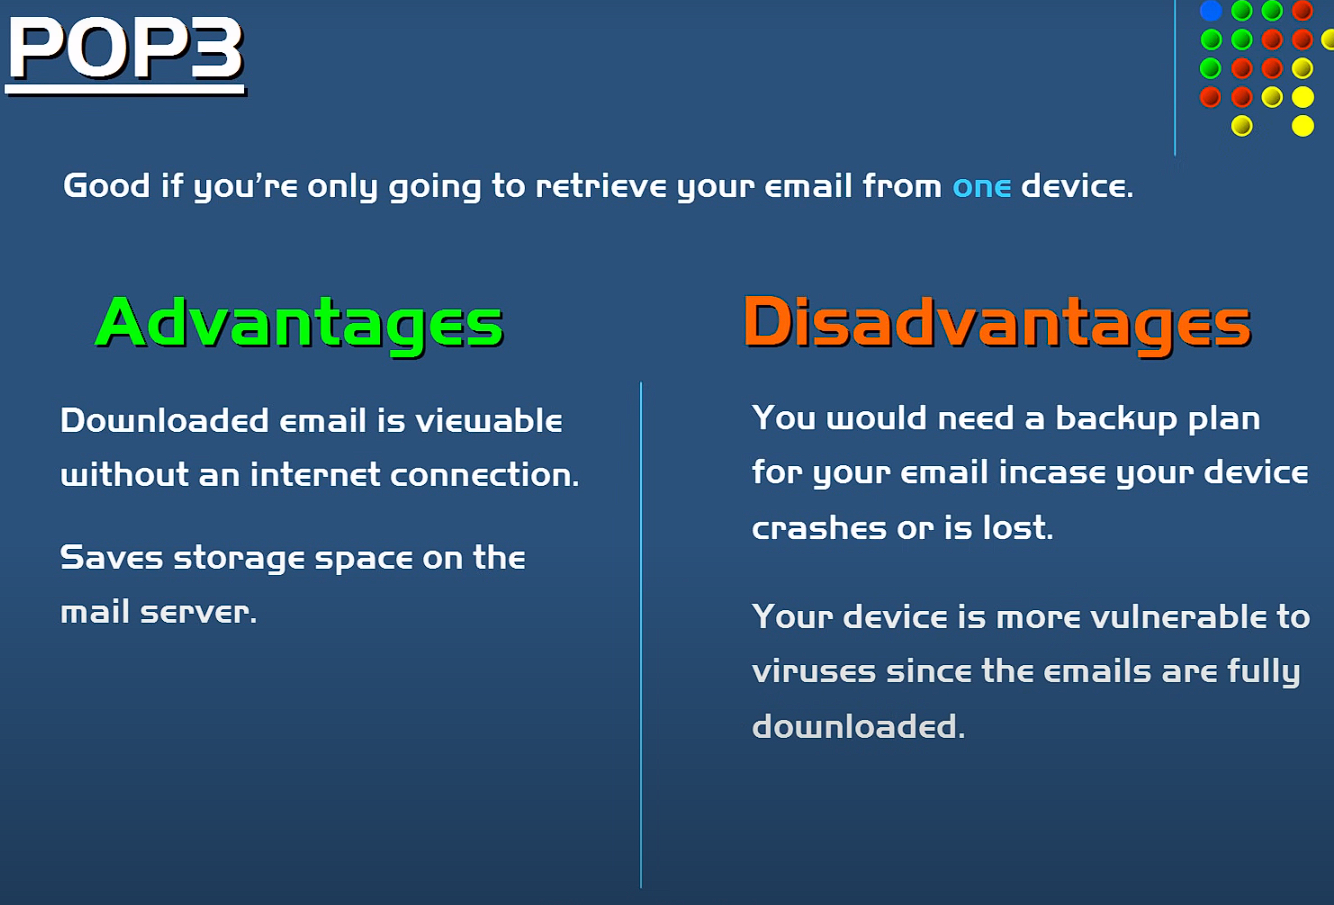 POP3
Good if you're only going to retrieve your email from one device.
Advantages
Downloaded email is viewable
without an internet connection.
Saves storage space on the
mail server.
Disadvantages
You would need a backup plan
for your email incase your device
crashes or is lost.
Your device is more vulnerable to
viruses since the emails are fully
downloaded.